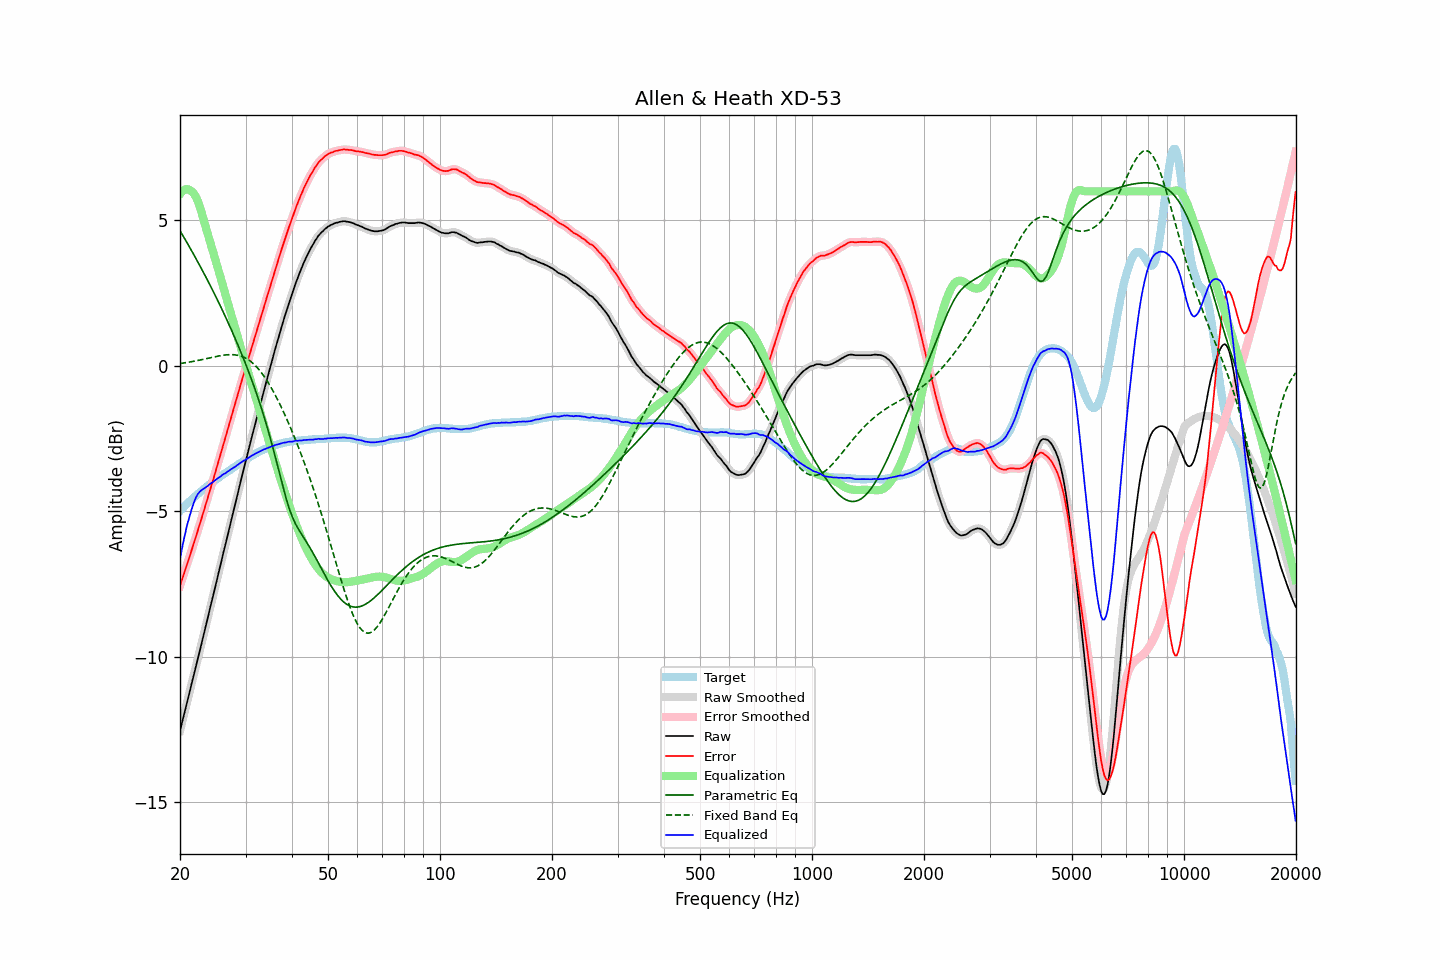 Allen & Heath XD-53
Amplitude (dBr)
5
0
−5
−10
−15
Target
Raw Smoothed
Error Smoothed
Raw
Error
Equalization
Parametric Eq
Fixed Band Eq
Equalized
20 50 100 200 500 1000 2000 5000 10000 20000
Frequency (Hz)